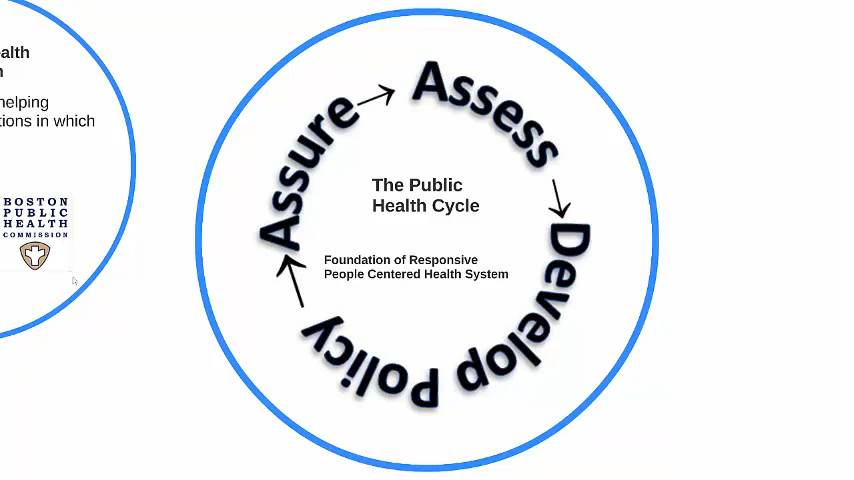 ealth
helping
tions in which
BOSTON
PUBLIC
HEALTH
COMMISSION
Assess
Develop Policy
Assure
The Public
Health Cycle
Foundation of Responsive
People Centered Health System